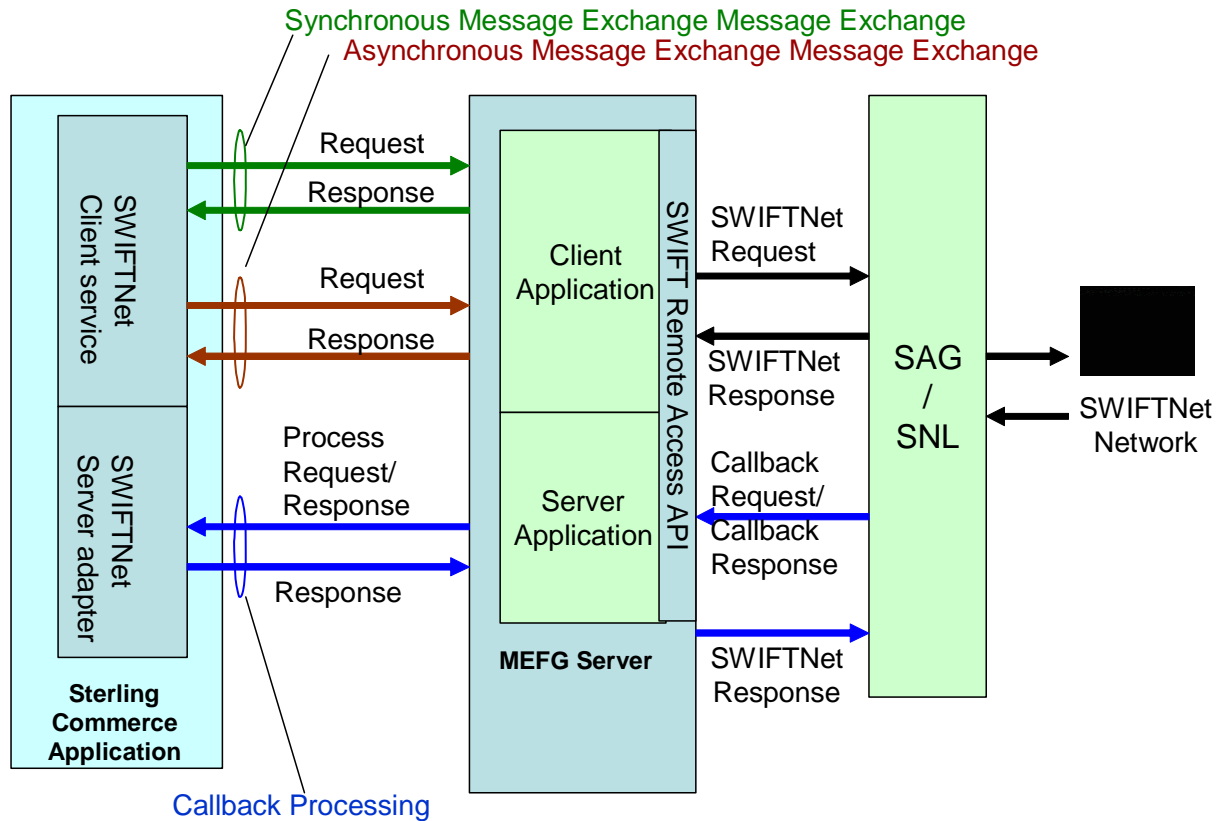 Synchronous Message Exchange Message Exchange
Asynchronous Message Exchange Message Exchange
SWIFTNet
Client service
SWIFTNet
Server adapter
Sterling
Commerce
Application
Request
Response
Request
Response
Process
Request/
Response
Response
Callback Processing
Client
Application
Server
Application
SWIFT Remote Access API
MEFG Server
SWIFTNet
Request
SWIFTNet
Response
Callback
Request/
Callback
Response
SWIFTNet
Response
SAG
/
SNL
SWIFTNet
Network